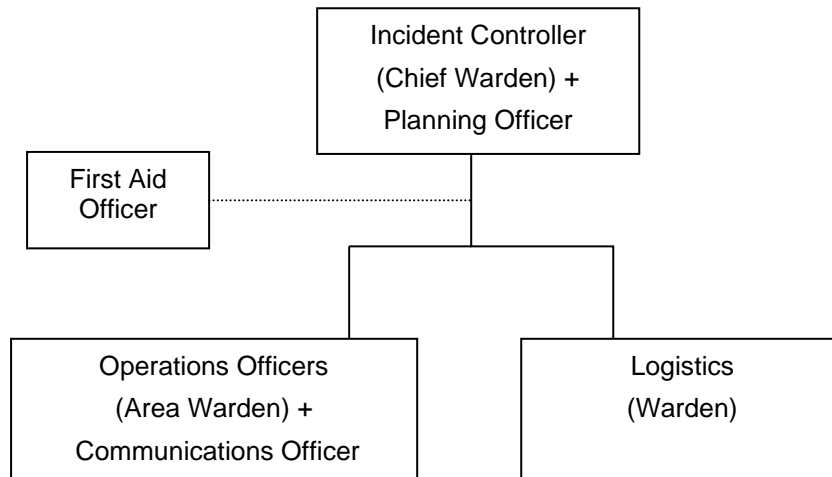 Incident Controller
(Chief Warden) +
Planning Officer
First Aid
Officer
Operations Officers
(Area Warden) +
Communications Officer
Logistics
(Warden)